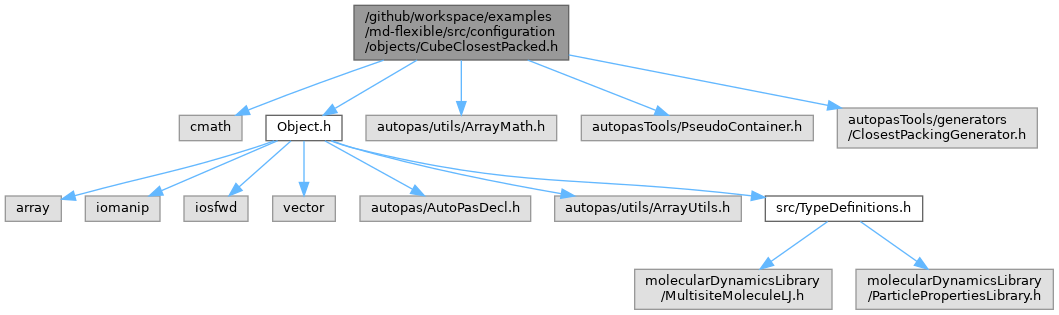 /github/workspace/examples
/md-flexible/src/configuration
/objects/CubeClosestPacked.h
cmath
Object.h
autopas/utils/ArrayMath.h
autopasTools/PseudoContainer.h
autopasTools/generators
/ClosestPackingGenerator.h
array
iomanip
iosfwd
vector
autopas/AutoPasDecl.h
autopas/utils/ArrayUtils.h
src/TypeDefinitions.h
molecularDynamicsLibrary
/MultisiteMoleculeLJ.h
molecularDynamicsLibrary
/ParticlePropertiesLibrary.h